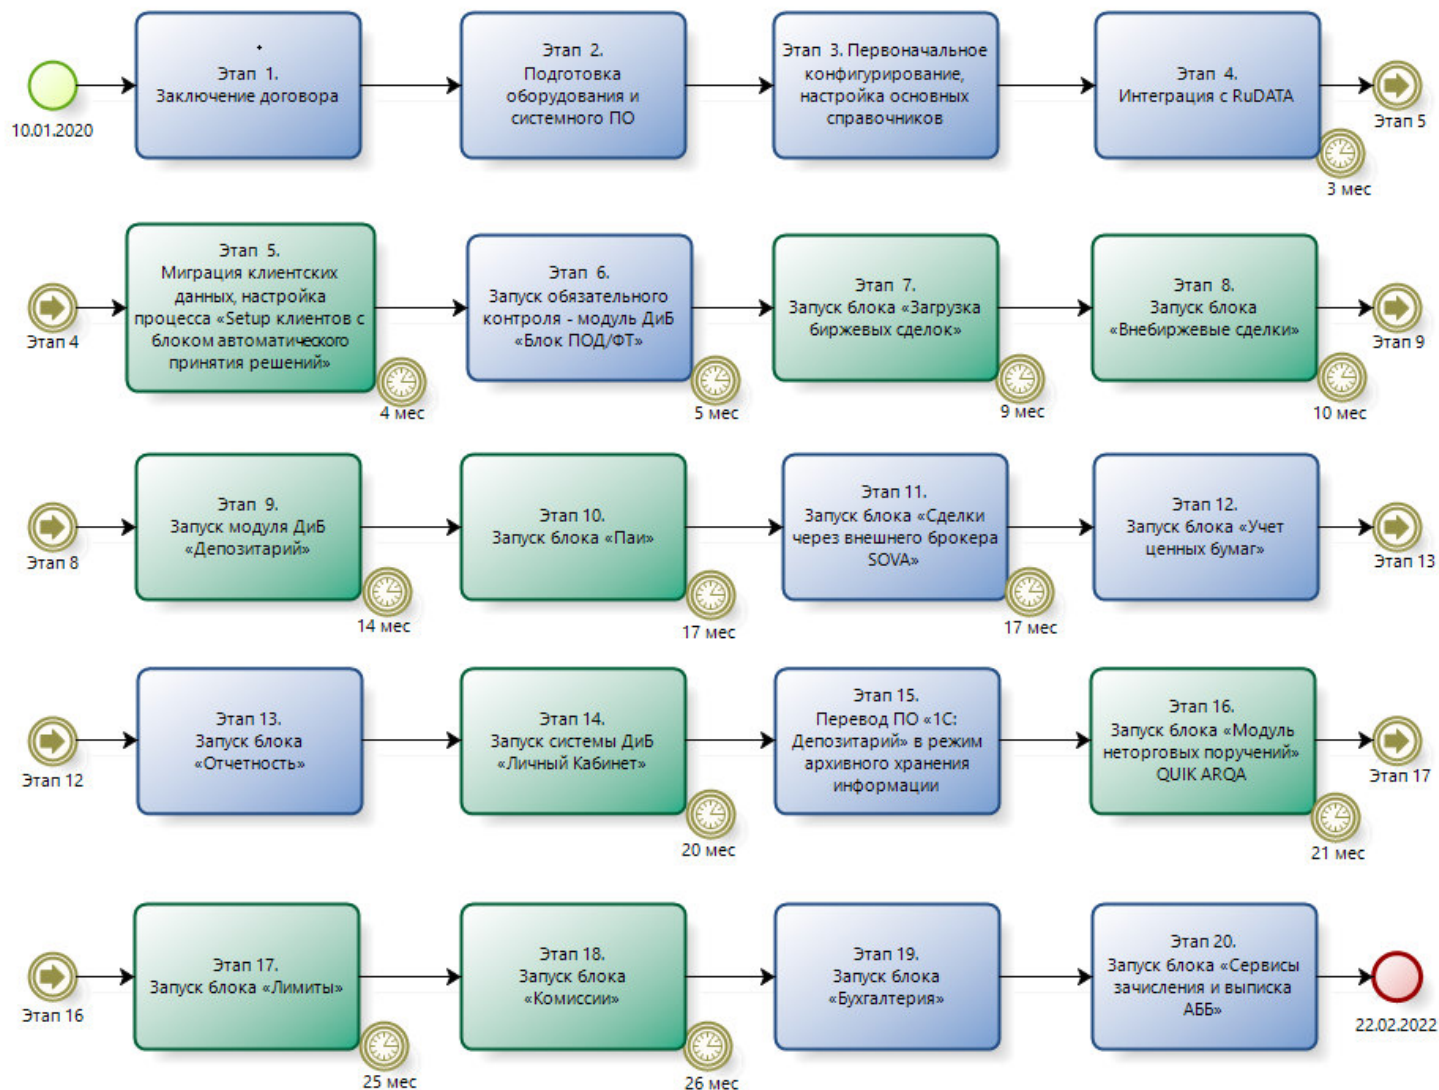 Этап 1.
Заключение договора
Этап 2.
Подготовка
оборудования и
системного ПО
Этап 3. Первоначальное
конфигурирование,
настройка основных
справочников
Этап 4.
Интеграция с RuDATA
10.01.2020
Этап 5
3 мес
Этап 5.
Миграция клиентских
данных, настройка
процесса «Setup клиентов с
блоком автоматического
принятия решений»
Этап 6.
Запуск обязательного
контроля - модуль ДиБ
«Блок ПОД/ФТ»
Этап 7.
Запуск блока «Загрузка
биржевых сделок»
Этап 8.
Запуск блока
«Внебиржевые сделки»
Этап 4
Этап 9
4 мес
5 мес
9 мес
10 мес
Этап 9.
Запуск модуля ДиБ
«Депозитарий»
Этап 10.
Запуск блока «Паи»
Этап 11.
Запуск блока «Сделки
через внешнего брокера
SOVA»
Этап 12.
Запуск блока «Учет
ценных бумаг»
Этап 8
Этап 13
14 мес
17 мес
17 мес
Этап 13.
Запуск блока
«Отчетность»
Этап 14.
Запуск системы ДиБ
«Личный Кабинет»
Этап 15.
Перевод ПО «1С:
Депозитарий» в режим
архивного хранения
информации
Этап 16.
Запуск блока «Модуль
неторговых поручений»
QUIK ARQA
Этап 12
Этап 17
20 мес
21 мес
Этап 17.
Запуск блока «Лимиты»
Этап 18.
Запуск блока
«Комиссии»
Этап 19.
Запуск блока
«Бухгалтерия»
Этап 20.
Запуск блока «Сервисы
зачисления и выписка
АББ»
Этап 16
22.02.2022
25 мес
26 мес